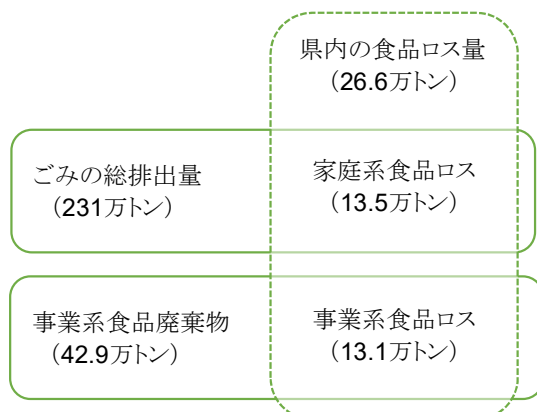 県内の食品ロス量
（26.6万トン）
ごみの総排出量
（231万トン）
家庭系食品ロス
（13.5万トン）
事業系食品廃棄物
（42.9万トン）
事業系食品ロス
（13.1万トン）